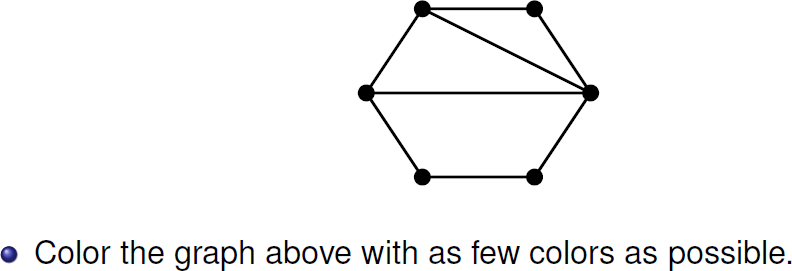 Color the graph above with as few colors as possible.